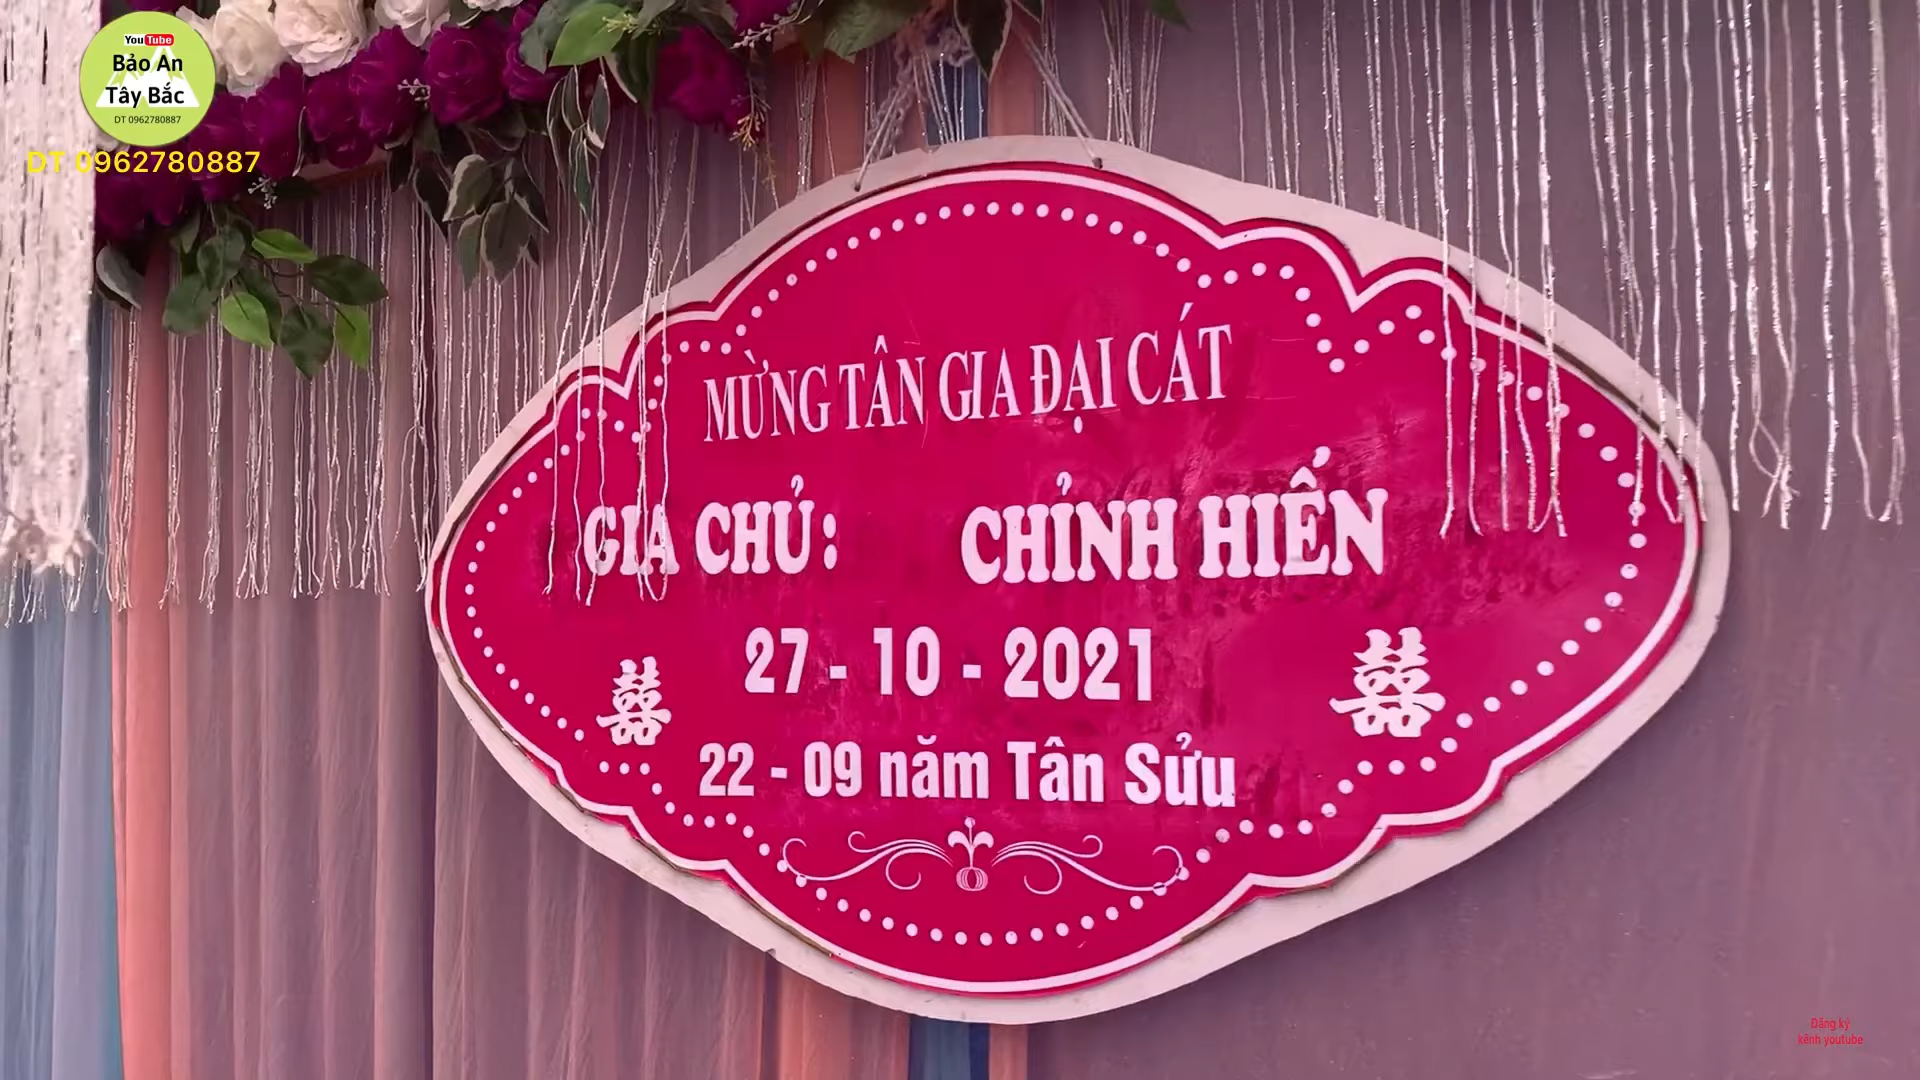 YouTube
Bảo An
Tây Bắc
DT 0962780887
DT 0962780887
MỪNG TÂN GIA ĐẠI CÁT
GIA CHỦ: CHỈNH HIẾN
27 - 10 - 2021
囍 囍
22 - 09 năm Tân Sửu
Đăng ký
kênh youtube